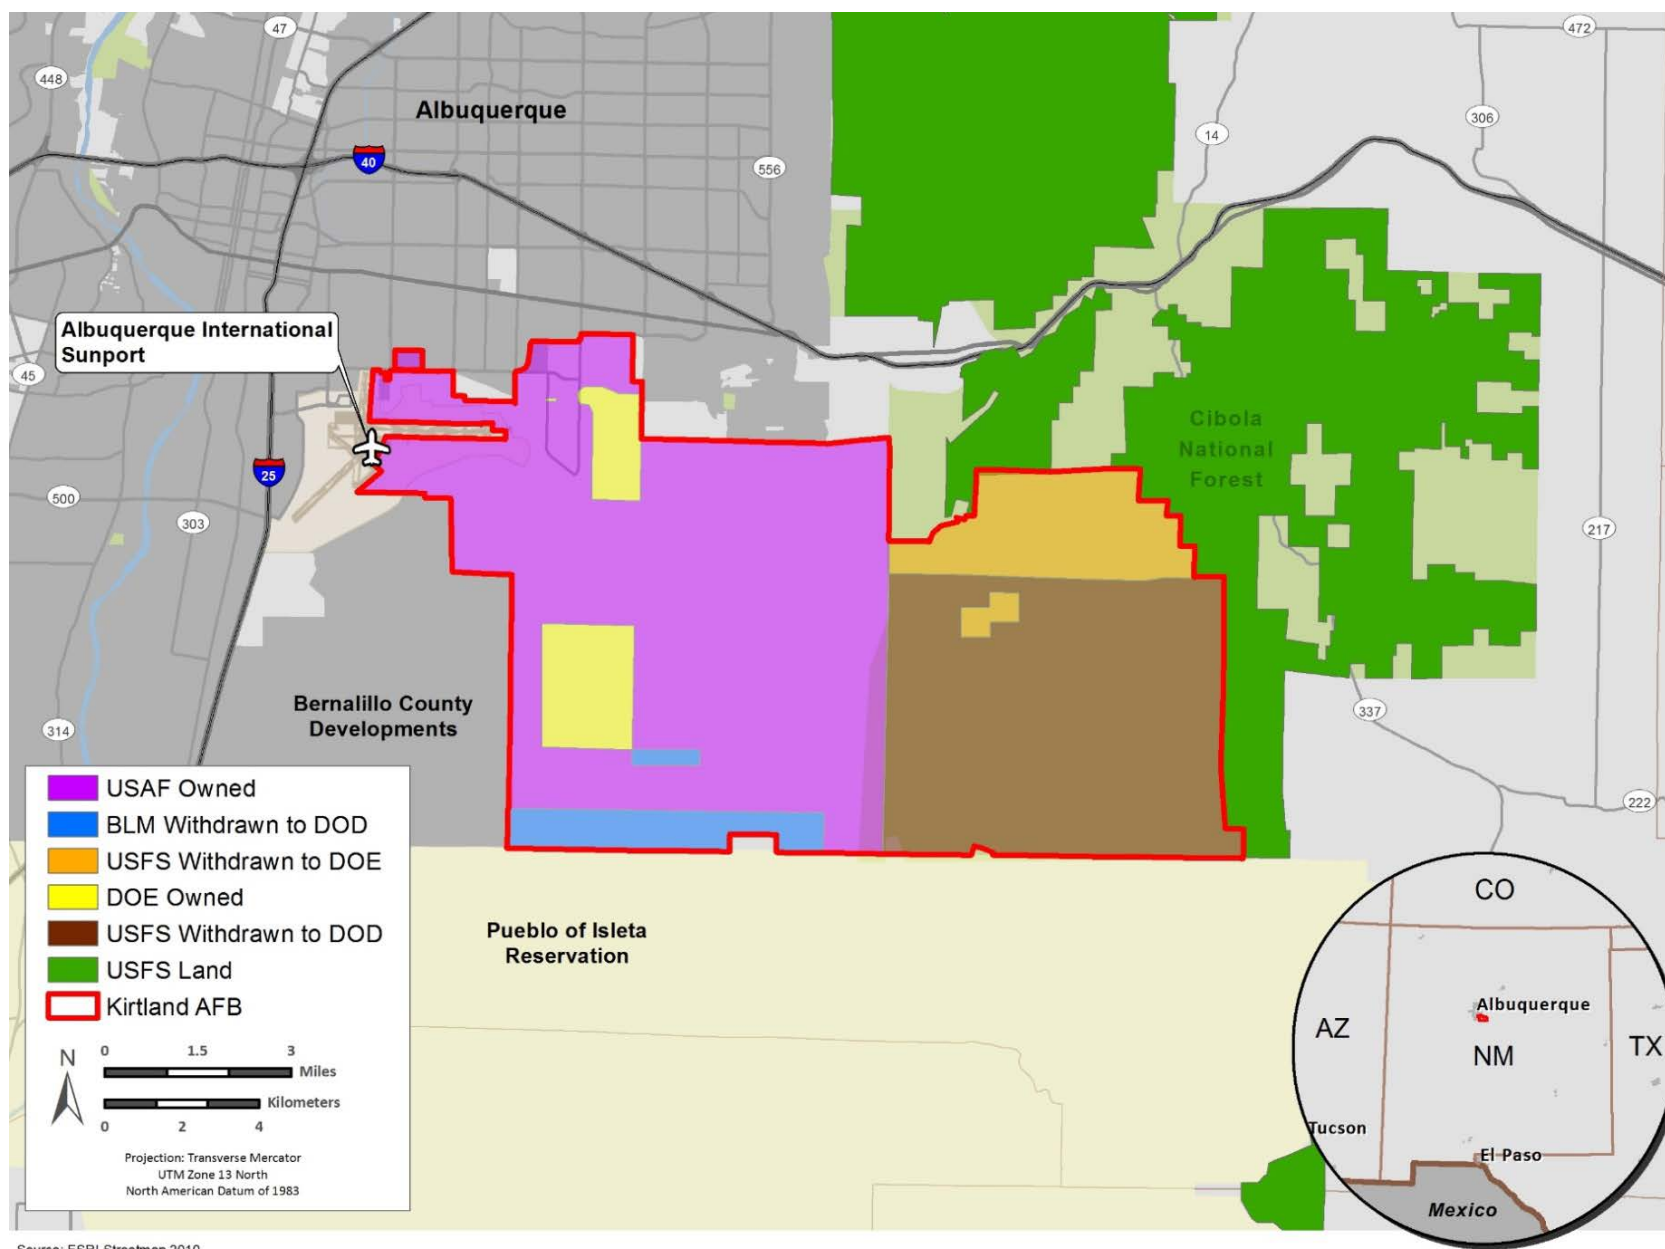 47
472
448
Albuquerque
306
14
40
556
Albuquerque International
Sunport
45
Cibola
National
Forest
25
500
303
217
Bernalillo County
Developments
337
314
USAF Owned
BLM Withdrawn to DOD
USFS Withdrawn to DOE
DOE Owned
USFS Withdrawn to DOD
USFS Land
Kirtland AFB
222
Pueblo of Isleta
Reservation
N
0 1.5 3
Miles
Kilometers
0 2 4
Projection: Transverse Mercator
UTM Zone 13 North
North American Datum of 1983
CO
Albuquerque
AZ
NM
TX
Tucson
El Paso
Mexico
Source: ESRI Streetmap 2010